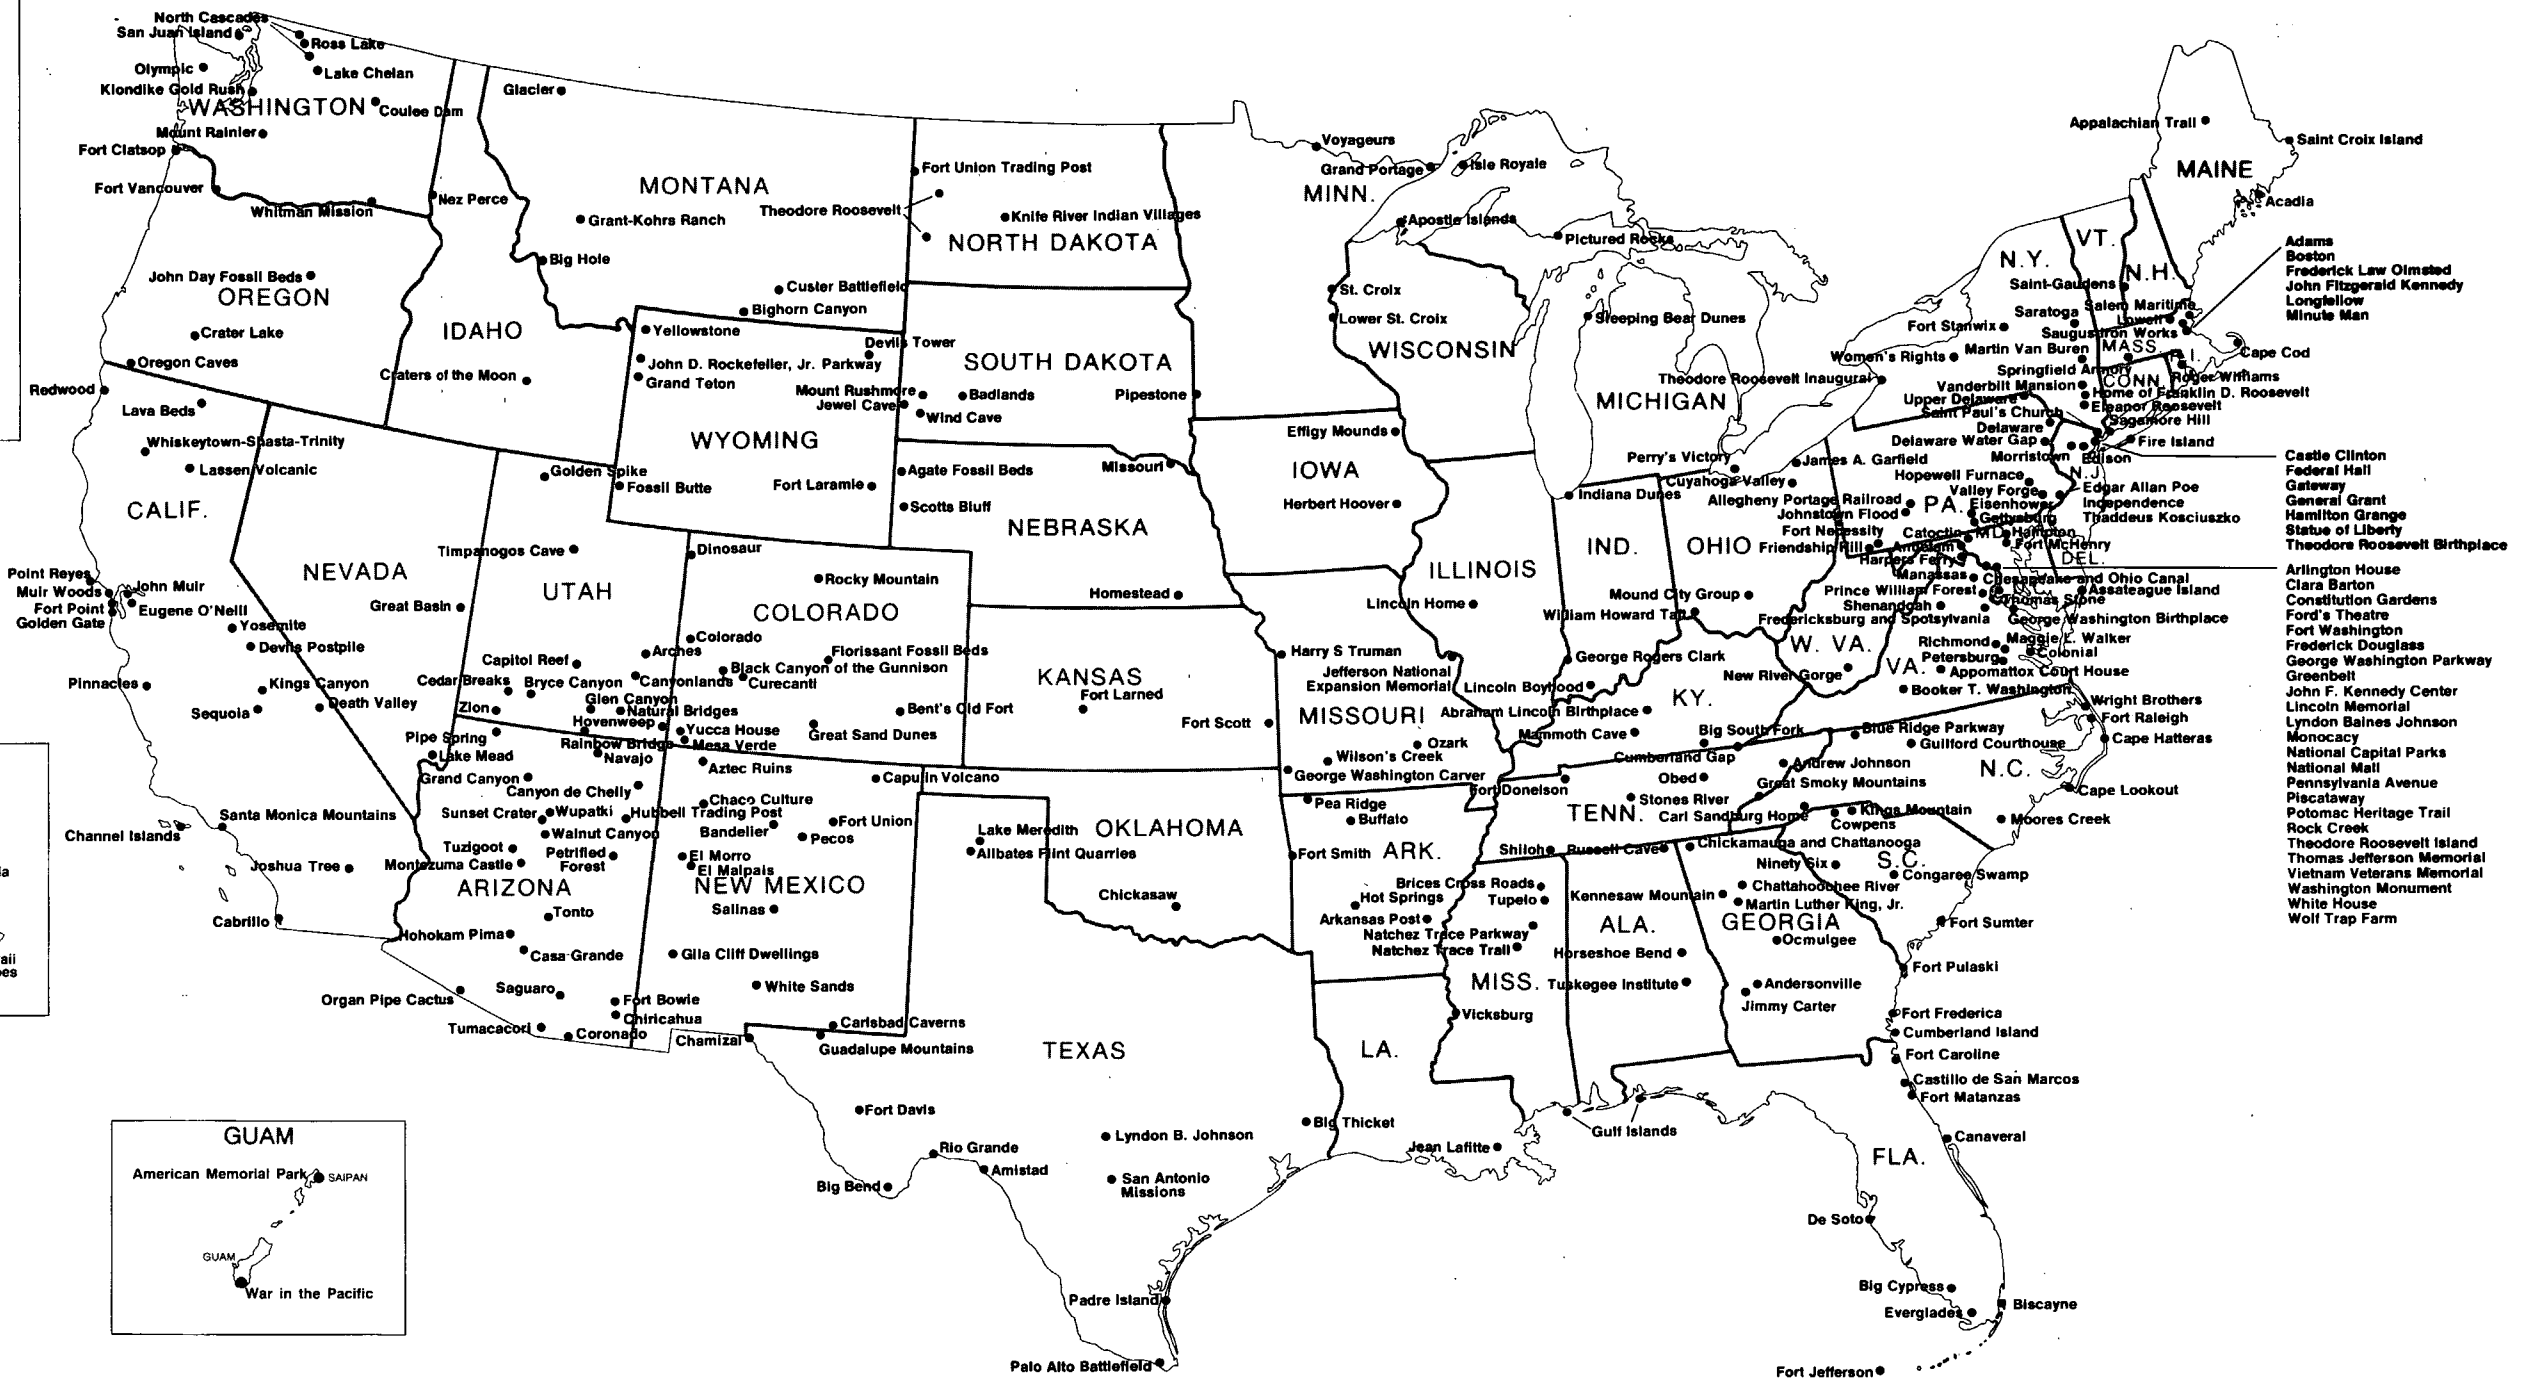 North Cascades
San Juan Island
Ross Lake
Olympic
Lake Chelan
Klondike Gold Rush
WASHINGTON
Coulee Dam
Mount Rainier
Fort Clatsop
Fort Vancouver
Whitman Mission
Nez Perce
Glacier
MONTANA
Grant-Kohrs Ranch
Big Hole
Custer Battlefield
Bighorn Canyon
Fort Union Trading Post
Theodore Roosevelt
Knife River Indian Villages
NORTH DAKOTA
John Day Fossil Beds
OREGON
Crater Lake
Oregon Caves
IDAHO
Craters of the Moon
Yellowstone
John D. Rockefeller, Jr. Parkway
Grand Teton
Devils Tower
WYOMING
Fossil Butte
Fort Laramie
SOUTH DAKOTA
Mount Rushmore
Jewel Cave
Badlands
Wind Cave
Pipestone
Redwood
Lava Beds
Whiskeytown-Shasta-Trinity
Lassen Volcanic
CALIF.
Point Reyes
Muir Woods
Fort Point
Golden Gate
John Muir
Eugene O'Neill
Yosemite
Devils Postpile
Pinnacles
Kings Canyon
Sequoia
Death Valley
Santa Monica Mountains
Channel Islands
Joshua Tree
Cabrillo
NEVADA
Great Basin
Lake Mead
Golden Spike
Timpanogos Cave
UTAH
Capitol Reef
Arches
Cedar Breaks
Bryce Canyon
Canyonlands
Glen Canyon
Zion
Natural Bridges
Hovenweep
Rainbow Bridge
Dinosaur
Rocky Mountain
COLORADO
Colorado
Florissant Fossil Beds
Black Canyon of the Gunnison
Curecanti
Bent's Old Fort
Great Sand Dunes
Yucca House
Mesa Verde
Pipe Spring
Navajo
Grand Canyon
Canyon de Chelly
Sunset Crater
Wupatki
Hubbell Trading Post
Walnut Canyon
Tuzigoot
Petrified
Forest
Montezuma Castle
ARIZONA
Tonto
Hohokam Pima
Casa Grande
Saguaro
Organ Pipe Cactus
Fort Bowie
Chiricahua
Tumacacori
Coronado
Aztec Ruins
Capulin Volcano
Chaco Culture
Bandelier
Fort Union
Pecos
El Morro
El Malpais
NEW MEXICO
Salinas
Gila Cliff Dwellings
White Sands
Carlsbad Caverns
Agate Fossil Beds
Scotts Bluff
NEBRASKA
Missouri
Homestead
KANSAS
Fort Larned
Fort Scott
Lake Meredith
Alibates Flint Quarries
OKLAHOMA
Chickasaw
Chamizal
Guadalupe Mountains
TEXAS
Fort Davis
Rio Grande
Amistad
Big Bend
Lyndon B. Johnson
San Antonio
Missions
Big Thicket
Padre Island
Palo Alto Battlefield
GUAM
American Memorial Park
SAIPAN
GUAM
War in the Pacific
Voyageurs
Grand Portage
Isle Royale
MINN.
Apostle Islands
Pictured Rocks
St. Croix
Lower St. Croix
Sleeping Bear Dunes
WISCONSIN
MICHIGAN
Effigy Mounds
IOWA
Herbert Hoover
ILLINOIS
Lincoln Home
Indiana Dunes
IND.
George Rogers Clark
Lincoln Boyhood
Perry's Victory
James A. Garfield
Cuyahoga Valley
OHIO
Mound City Group
William Howard Taft
Harry S Truman
Jefferson National
Expansion Memorial
MISSOURI
Ozark
Wilson's Creek
George Washington Carver
Abraham Lincoln Birthplace
KY.
Mammoth Cave
Big South Fork
Cumberland Gap
Fort Donelson
Obed
Andrew Johnson
Great Smoky Mountains
Stones River
TENN.
Shiloh
Pea Ridge
Buffalo
Fort Smith
ARK.
Hot Springs
Arkansas Post
Brices Cross Roads
Tupelo
Natchez Trace Parkway
Natchez Trace Trail
MISS.
Vicksburg
LA.
Jean Lafitte
Russell Cave
ALA.
Horseshoe Bend
Tuskegee Institute
Gulf Islands
Chickamauga and Chattanooga
Kennesaw Mountain
Chattahoochee River
Martin Luther King, Jr.
GEORGIA
Ocmulgee
Andersonville
Jimmy Carter
Fort Pulaski
Fort Frederica
Cumberland Island
Fort Caroline
Castillo de San Marcos
Fort Matanzas
Canaveral
FLA.
De Soto
Big Cypress
Everglades
Biscayne
Fort Jefferson
Blue Ridge Parkway
Guilford Courthouse
N.C.
Carl Sandburg Home
Wright Brothers
Fort Raleigh
Cape Hatteras
Cape Lookout
Moores Creek
Kings Mountain
Cowpens
S.C.
Ninety Six
Congaree Swamp
Fort Sumter
W. VA.
New River Gorge
Harpers Ferry
VA.
Manassas
Prince William Forest
Shenandoah
Fredericksburg and Spotsylvania
George Washington Birthplace
Richmond
Maggie L. Walker
Petersburg
Colonial
Appomattox Court House
Booker T. Washington
Chesapeake and Ohio Canal
Assateague Island
Thomas Stone
Catoctin
MD.
Hampton
Fort McHenry
Antietam
DEL.
PA.
Allegheny Portage Railroad
Johnstown Flood
Fort Necessity
Friendship Hill
Hopewell Furnace
Valley Forge
Eisenhower
Gettysburg
Edgar Allan Poe
Independence
Thaddeus Kosciuszko
N.J.
Delaware
Delaware Water Gap
Morristown
Edison
N.Y.
Fort Stanwix
Saratoga
Women's Rights
Martin Van Buren
Theodore Roosevelt Inaugural
Vanderbilt Mansion
Upper Delaware
Saint Paul's Church
Home of Franklin D. Roosevelt
Eleanor Roosevelt
Sagamore Hill
Fire Island
VT.
N.H.
Saint-Gaudens
MASS.
Salem Maritime
Lowell
Saugus Iron Works
Springfield Armory
Cape Cod
CONN.
R.I.
Roger Williams
MAINE
Appalachian Trail
Saint Croix Island
Acadia
Adams
Boston
Frederick Law Olmsted
John Fitzgerald Kennedy
Longfellow
Minute Man
Castle Clinton
Federal Hall
Gateway
General Grant
Hamilton Grange
Statue of Liberty
Theodore Roosevelt Birthplace
Arlington House
Clara Barton
Constitution Gardens
Ford's Theatre
Fort Washington
Frederick Douglass
George Washington Parkway
Greenbelt
John F. Kennedy Center
Lincoln Memorial
Lyndon Baines Johnson
Monocacy
National Capital Parks
National Mall
Pennsylvania Avenue
Piscataway
Potomac Heritage Trail
Rock Creek
Theodore Roosevelt Island
Thomas Jefferson Memorial
Vietnam Veterans Memorial
Washington Monument
White House
Wolf Trap Farm